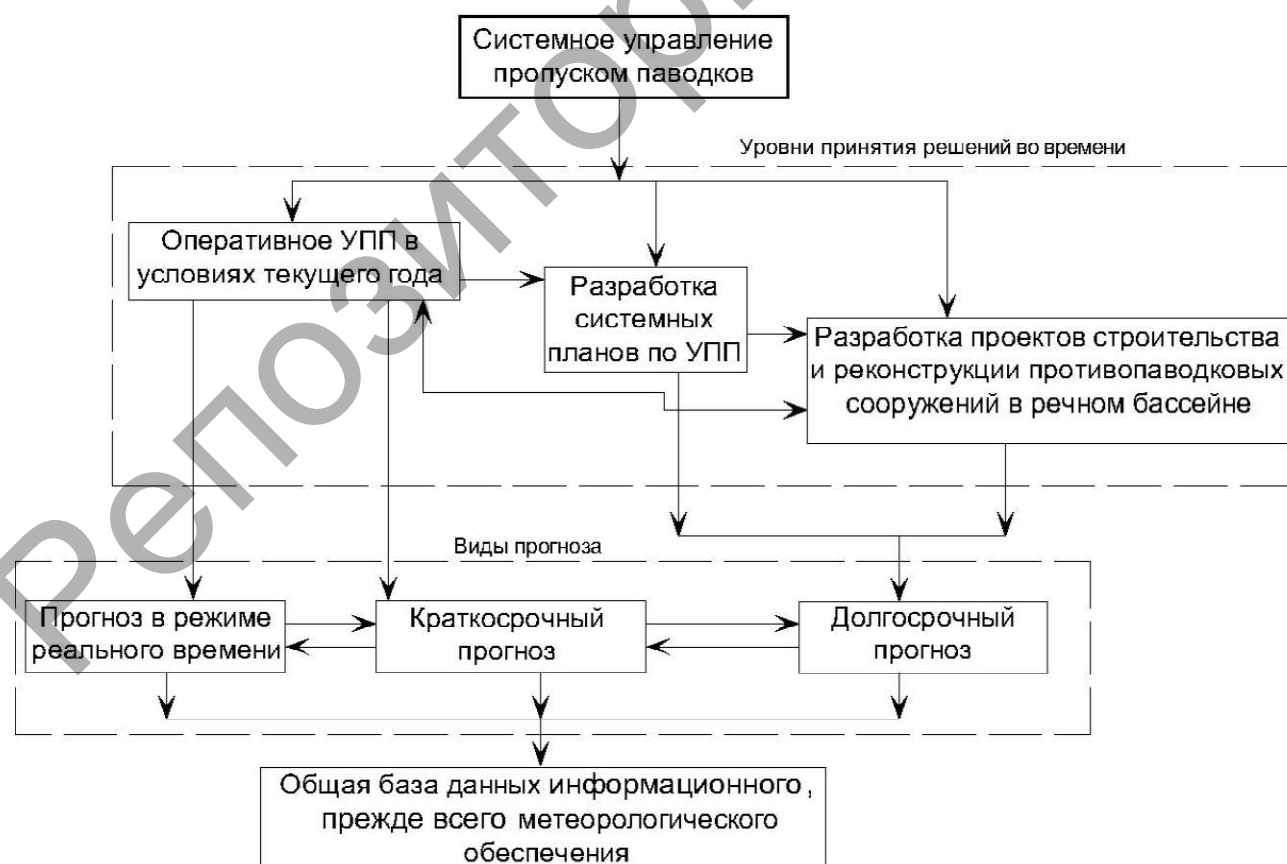 Системное управление
пропуском паводков
Уровни принятия решений во времени
Оперативное УПП в
условиях текущего года
Разработка
системных
планов по УПП
Разработка проектов строительства
и реконструкции противопаводковых
сооружений в речном бассейне
Виды прогноза
Прогноз в режиме
реального времени
Краткосрочный
прогноз
Долгосрочный
прогноз
Общая база данных информационного,
прежде всего метеорологического
обеспечения